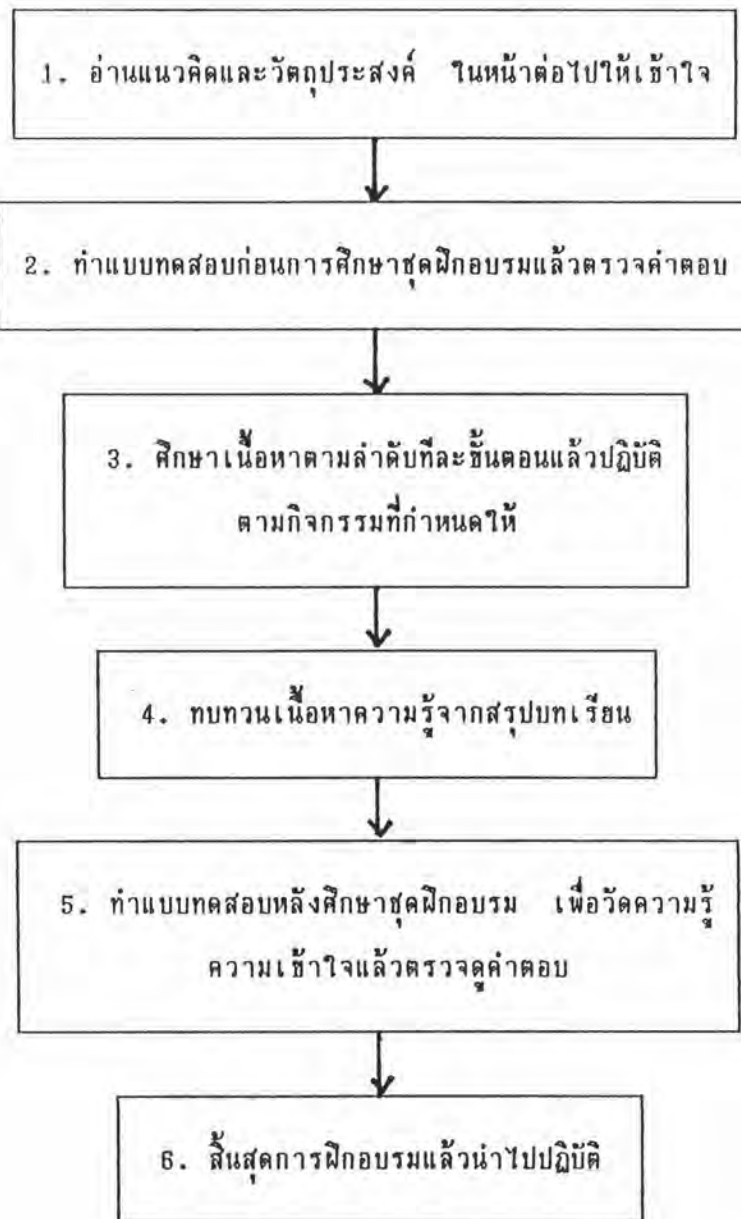 1. อ่านแนวคิดและวัตถุประสงค์ ในหน้าต่อไปให้เข้าใจ
2. ทำแบบทดสอบก่อนการศึกษาชุดฝึกอบรมแล้วตรวจคำตอบ
3. ศึกษาเนื้อหาตามลำดับทีละขั้นตอนแล้วปฏิบัติ
ตามกิจกรรมที่กำหนดให้
4. ทบทวนเนื้อหาความรู้จากสรุปบทเรียน
5. ทำแบบทดสอบหลังศึกษาชุดฝึกอบรม เพื่อวัดความรู้
ความเข้าใจแล้วตรวจดูคำตอบ
6. สิ้นสุดการฝึกอบรมแล้วนำไปปฏิบัติ